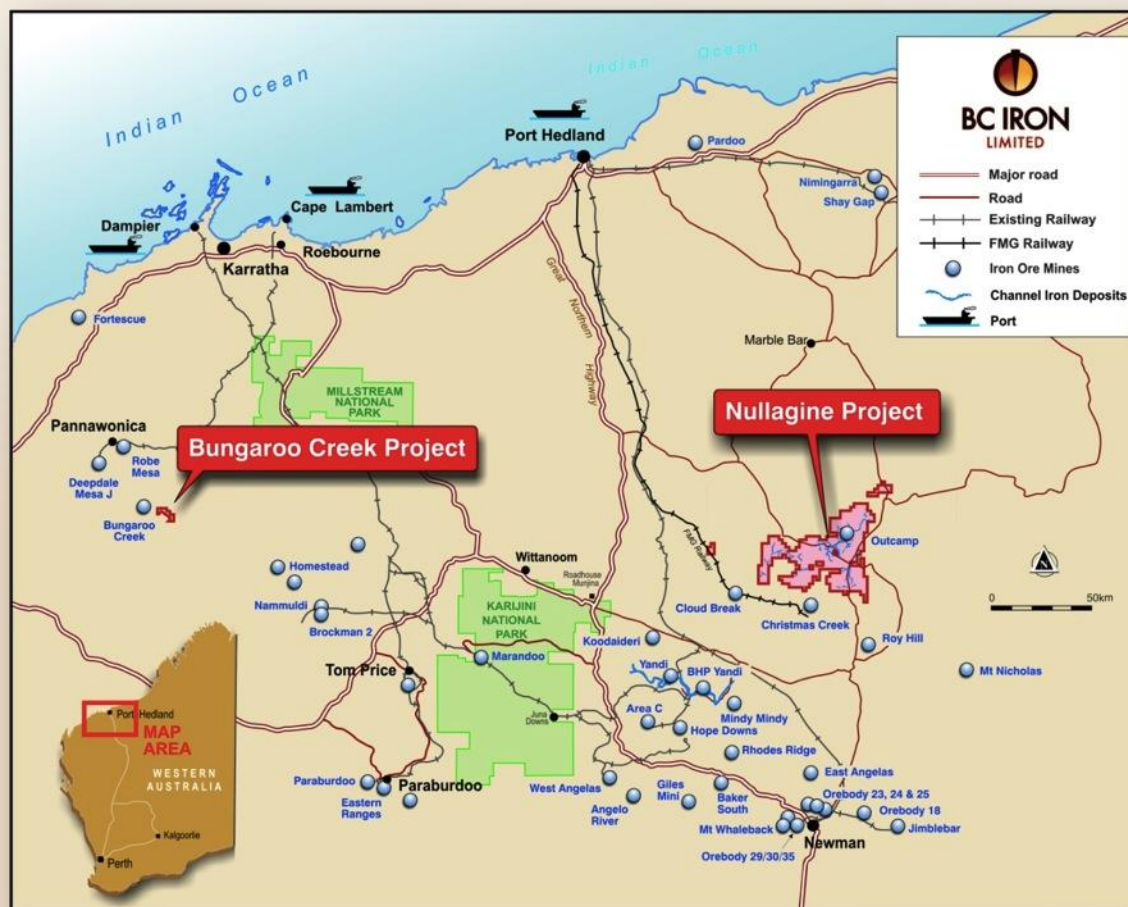 Indian Ocean
Indian Ocean
BC IRON
LIMITED
Major road
Road
Existing Railway
FMG Railway
Iron Ore Mines
Channel Iron Deposits
Port
Port Hedland
Pardoo
Nimingarra
Shay Gap
Cape Lambert
Dampier
Roebourne
Karratha
Fortescue
Great Northern Highway
Marble Bar
MILLSTREAM
NATIONAL
PARK
Nullagine Project
Pannawonica
Bungaroo Creek Project
Robe
Mesa
Deepdale
Mesa J
Bungaroo
Creek
Outcamp
Homestead
Wittanoom
Roadhouse
Munjina
FMG Railway
Nammuldi
Brockman 2
KARIJINI
NATIONAL
PARK
Cloud Break
Christmas Creek
0 50km
Koodaideri
Roy Hill
Marandoo
Mt Nicholas
Tom Price
Yandi
BHP Yandi
Area C
Mindy Mindy
Hope Downs
Juna
Downs
Rhodes Ridge
East Angelas
Paraburdoo
Paraburdoo
Eastern
Ranges
West Angelas
Angelo
River
Giles
Mini
Baker
South
Orebody 23, 24 & 25
Orebody 18
Mt Whaleback
Newman
Jimblebar
Orebody 29/30/35
Port Hedland
MAP
AREA
WESTERN
AUSTRALIA
Kalgoorlie
Perth